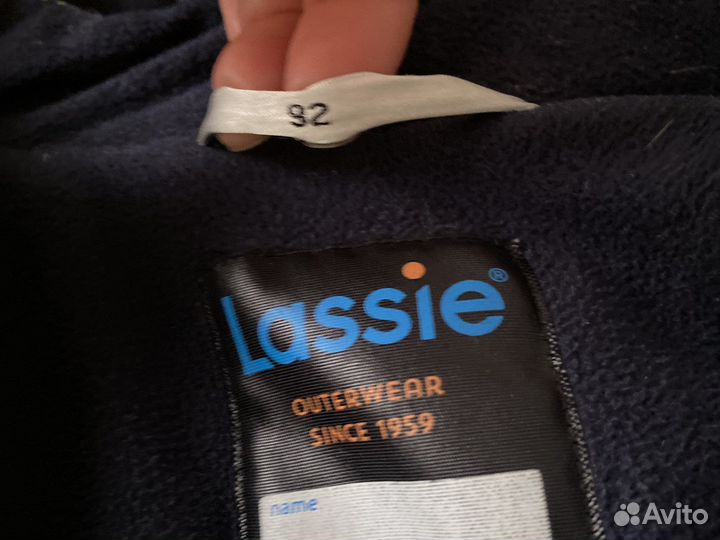 92
Lassie®
OUTERWEAR
SINCE 1959
name
Avito